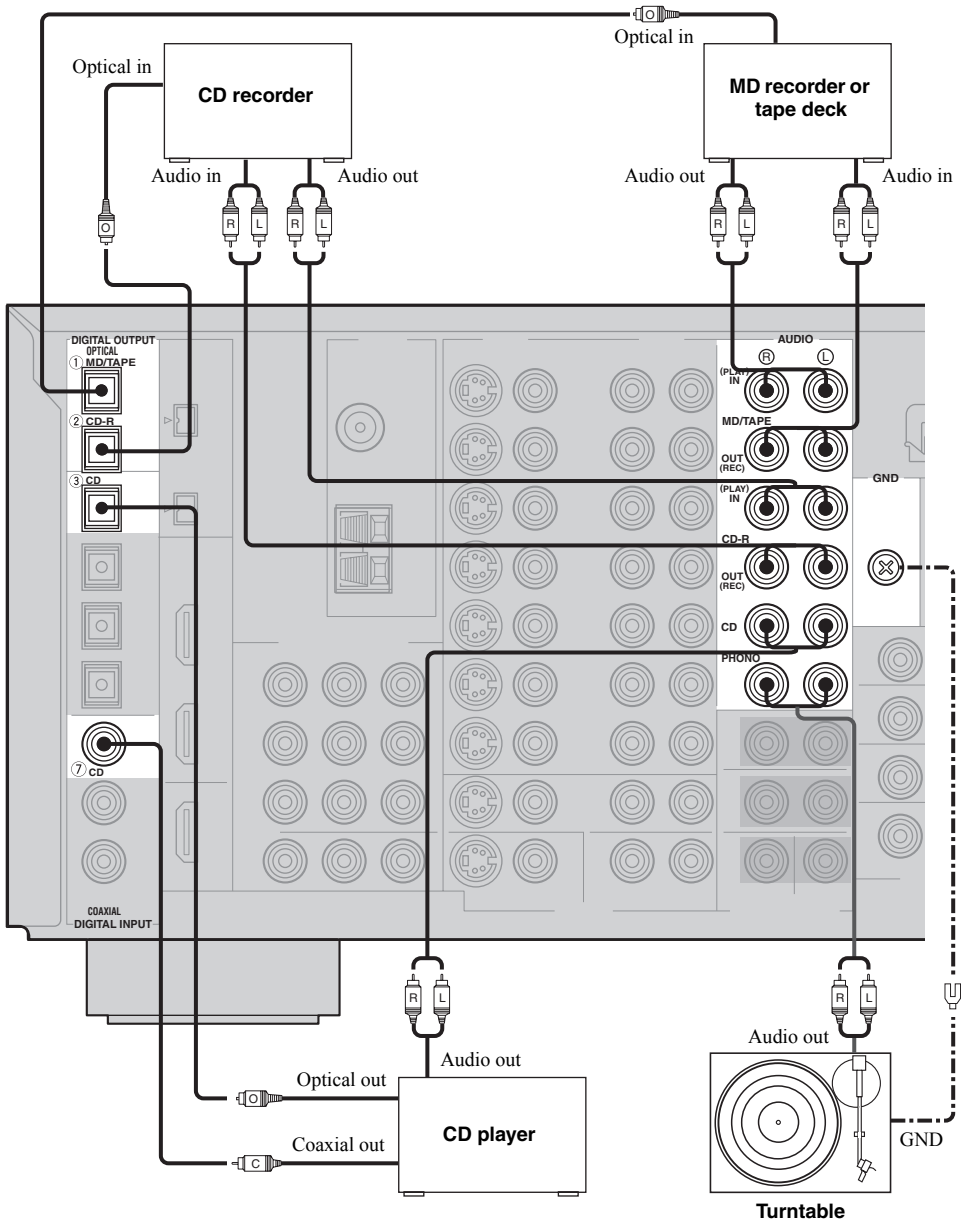 O
Optical in
Optical in
CD recorder
MD recorder or
tape deck
Audio in
Audio out
Audio out
Audio in
O
R
L
R
L
R
L
R
L
DIGITAL OUTPUT
OPTICAL
① MD/TAPE
② CD-R
③ CD
AUDIO
Ⓡ
Ⓛ
(PLAY)
IN
MD/TAPE
OUT
(REC)
(PLAY)
IN
CD-R
OUT
(REC)
CD
PHONO
GND
⑦ CD
COAXIAL
DIGITAL INPUT
R
L
R
L
Audio out
Audio out
Optical out
O
Coaxial out
C
CD player
GND
Turntable